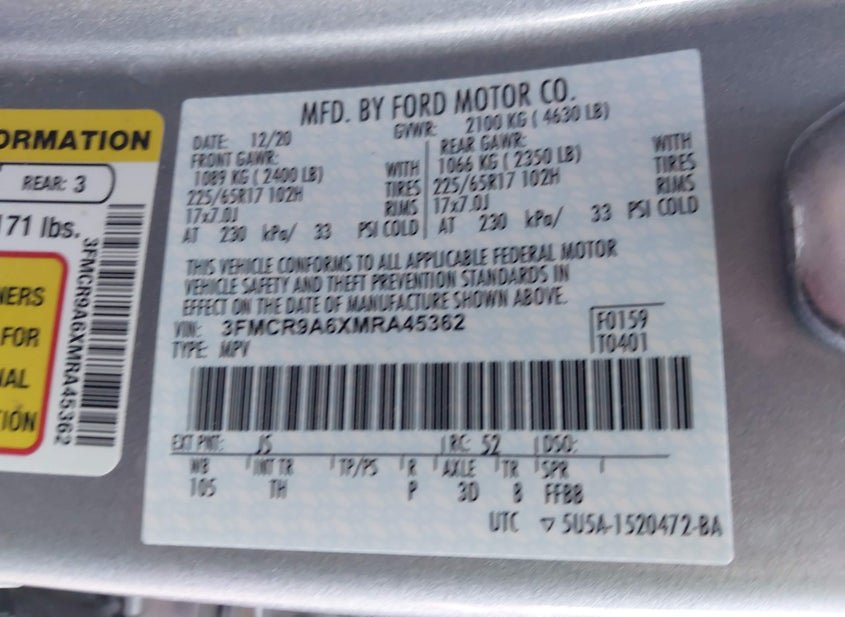 ORMATION
REAR: 3
171 lbs.
NERS
FOR
AL
ION
3FMCR9A6XMRA45362
MFD. BY FORD MOTOR CO.
DATE: 12/20 GVWR: 2100 KG ( 4630 LB)
FRONT GAWR: REAR GAWR:
1089 KG ( 2400 LB) WITH 1066 KG ( 2350 LB) WITH
225/65R17 102H TIRES 225/65R17 102H TIRES
17x7.0J RIMS 17x7.0J RIMS
AT 230 kPa/ 33 PSI COLD AT 230 kPa/ 33 PSI COLD
THIS VEHICLE CONFORMS TO ALL APPLICABLE FEDERAL MOTOR
VEHICLE SAFETY AND THEFT PREVENTION STANDARDS IN
EFFECT ON THE DATE OF MANUFACTURE SHOWN ABOVE.
VIN: 3FMCR9A6XMRA45362 F0159
TYPE: MPV T0401
EXT PNT: JS RC: 52 DSO:
WB INT TR TP/PS R AXLE TR SPR
105 TH P 3D 8 FFBB
UTC ▽ 5U5A-1520472-BA